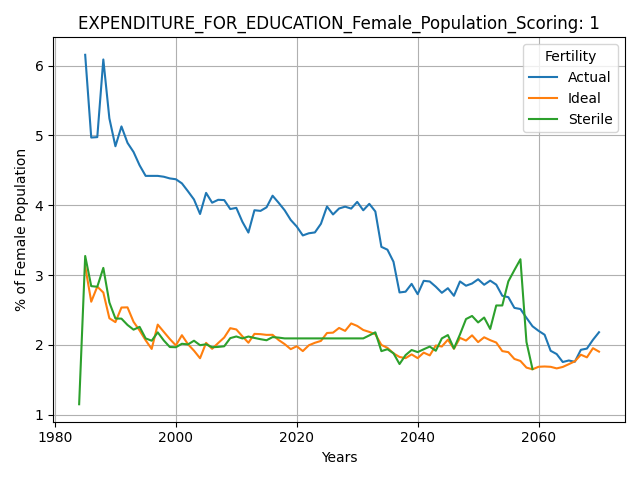 EXPENDITURE_FOR_EDUCATION_Female_Population_Scoring: 1
Fertility
Actual
Ideal
Sterile
% of Female Population
6
5
4
3
2
1
1980
2000
2020
2040
2060
Years